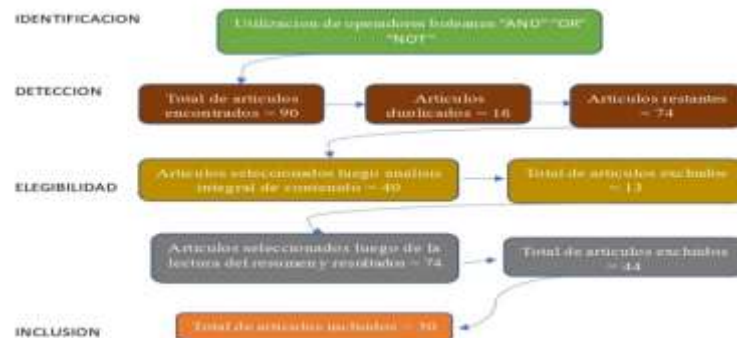 IDENTIFICACION
Utilizacion de operadores boleanos "AND" "OR"
"NOT"
DETECCION
Total de articulos
encontrados = 90
Articulos
duplicados = 16
Articulos restantes
= 74
ELEGIBILIDAD
Articulos seleccionados luego análisis
integral de contenido = 40
Total de articulos excluidos
= 13
Articulos seleccionados luego de la
lectura del resumen y resultados = 74
Total de articulos excluidos
= 44
INCLUSION
Total de articulos incluidos = 30